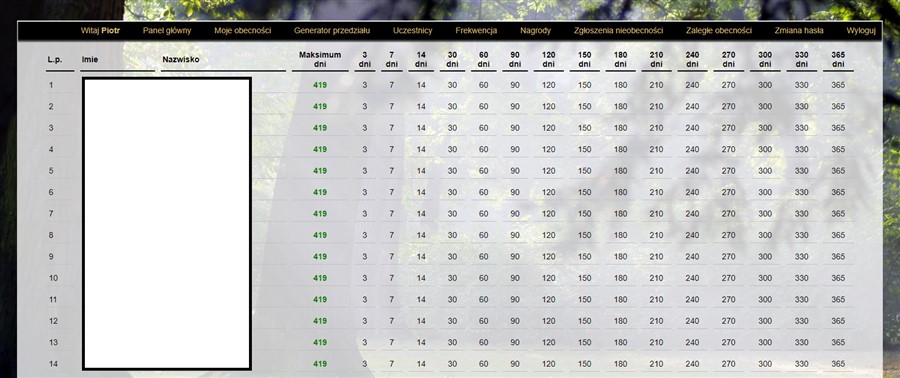 Witaj Piotr Panel główny Moje obecności Generator przedziału Uczestnicy Frekwencja Nagrody Zgłoszenia nieobecności Zaległe obecności Zmiana hasła Wyloguj
L.p. Imie Nazwisko Maksimum dni 3 dni 7 dni 14 dni 30 dni 60 dni 90 dni 120 dni 150 dni 180 dni 210 dni 240 dni 270 dni 300 dni 330 dni 365 dni
1 419 3 7 14 30 60 90 120 150 180 210 240 270 300 330 365
2 419 3 7 14 30 60 90 120 150 180 210 240 270 300 330 365
3 419 3 7 14 30 60 90 120 150 180 210 240 270 300 330 365
4 419 3 7 14 30 60 90 120 150 180 210 240 270 300 330 365
5 419 3 7 14 30 60 90 120 150 180 210 240 270 300 330 365
6 419 3 7 14 30 60 90 120 150 180 210 240 270 300 330 365
7 419 3 7 14 30 60 90 120 150 180 210 240 270 300 330 365
8 419 3 7 14 30 60 90 120 150 180 210 240 270 300 330 365
9 419 3 7 14 30 60 90 120 150 180 210 240 270 300 330 365
10 419 3 7 14 30 60 90 120 150 180 210 240 270 300 330 365
11 419 3 7 14 30 60 90 120 150 180 210 240 270 300 330 365
12 419 3 7 14 30 60 90 120 150 180 210 240 270 300 330 365
13 419 3 7 14 30 60 90 120 150 180 210 240 270 300 330 365
14 419 3 7 14 30 60 90 120 150 180 210 240 270 300 330 365